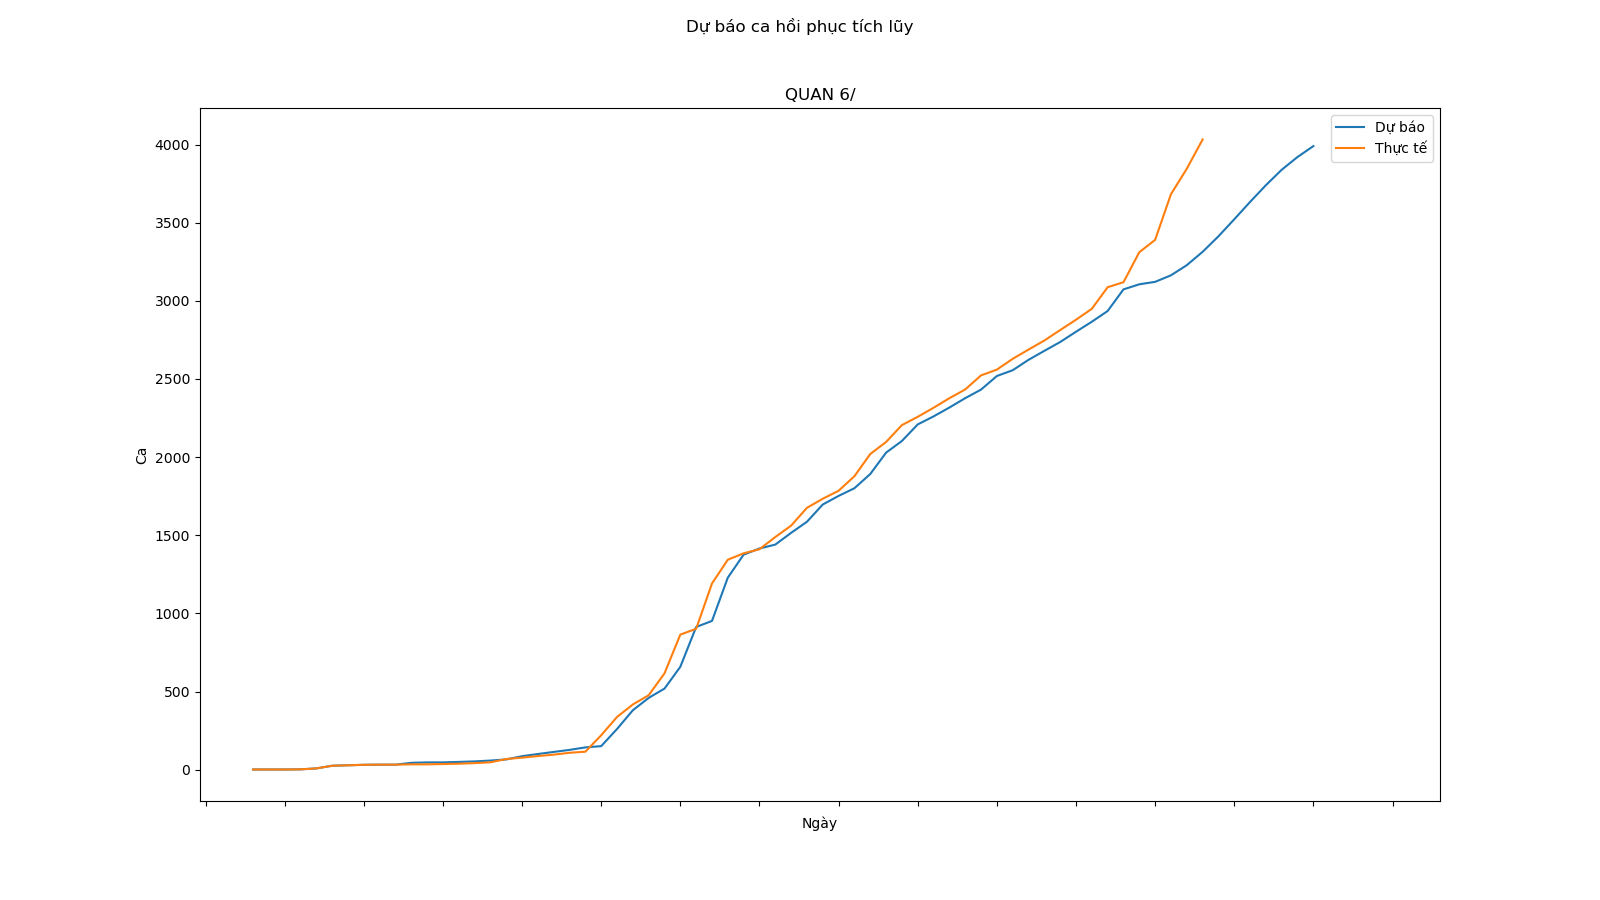 Dự báo ca hồi phục tích lũy
QUAN 6/
Dự báo
Thực tế
4000
3500
3000
2500
2000
1500
1000
500
0
Ca
Ngày